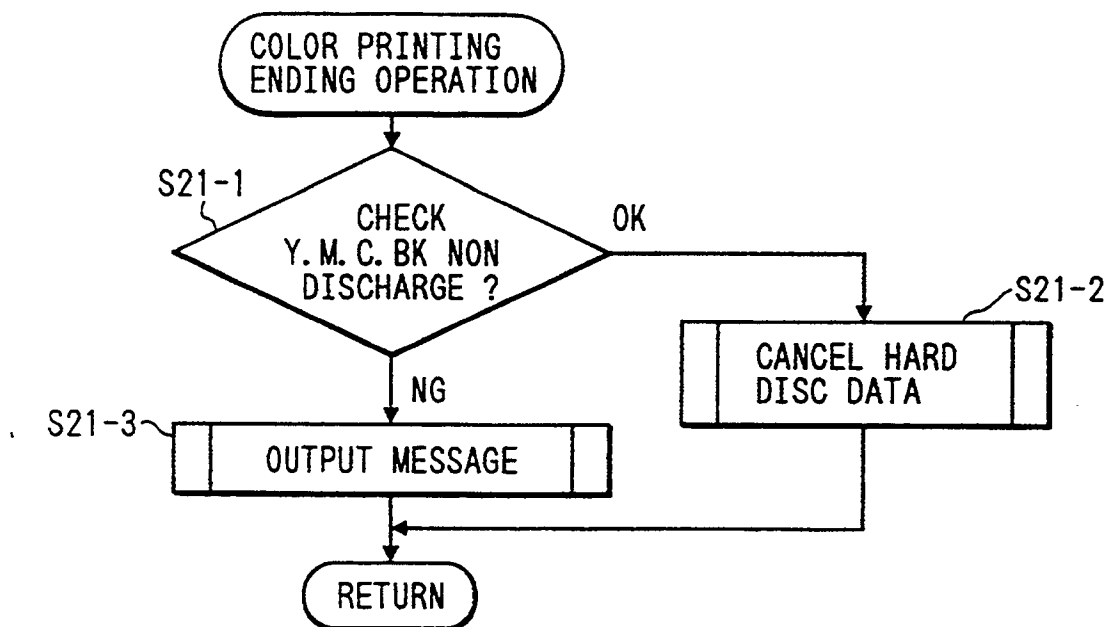 COLOR PRINTING
ENDING OPERATION
S21-1
CHECK
Y.M.C.BK NON
DISCHARGE ?
OK
S21-2
CANCEL HARD
DISC DATA
NG
S21-3
OUTPUT MESSAGE
RETURN